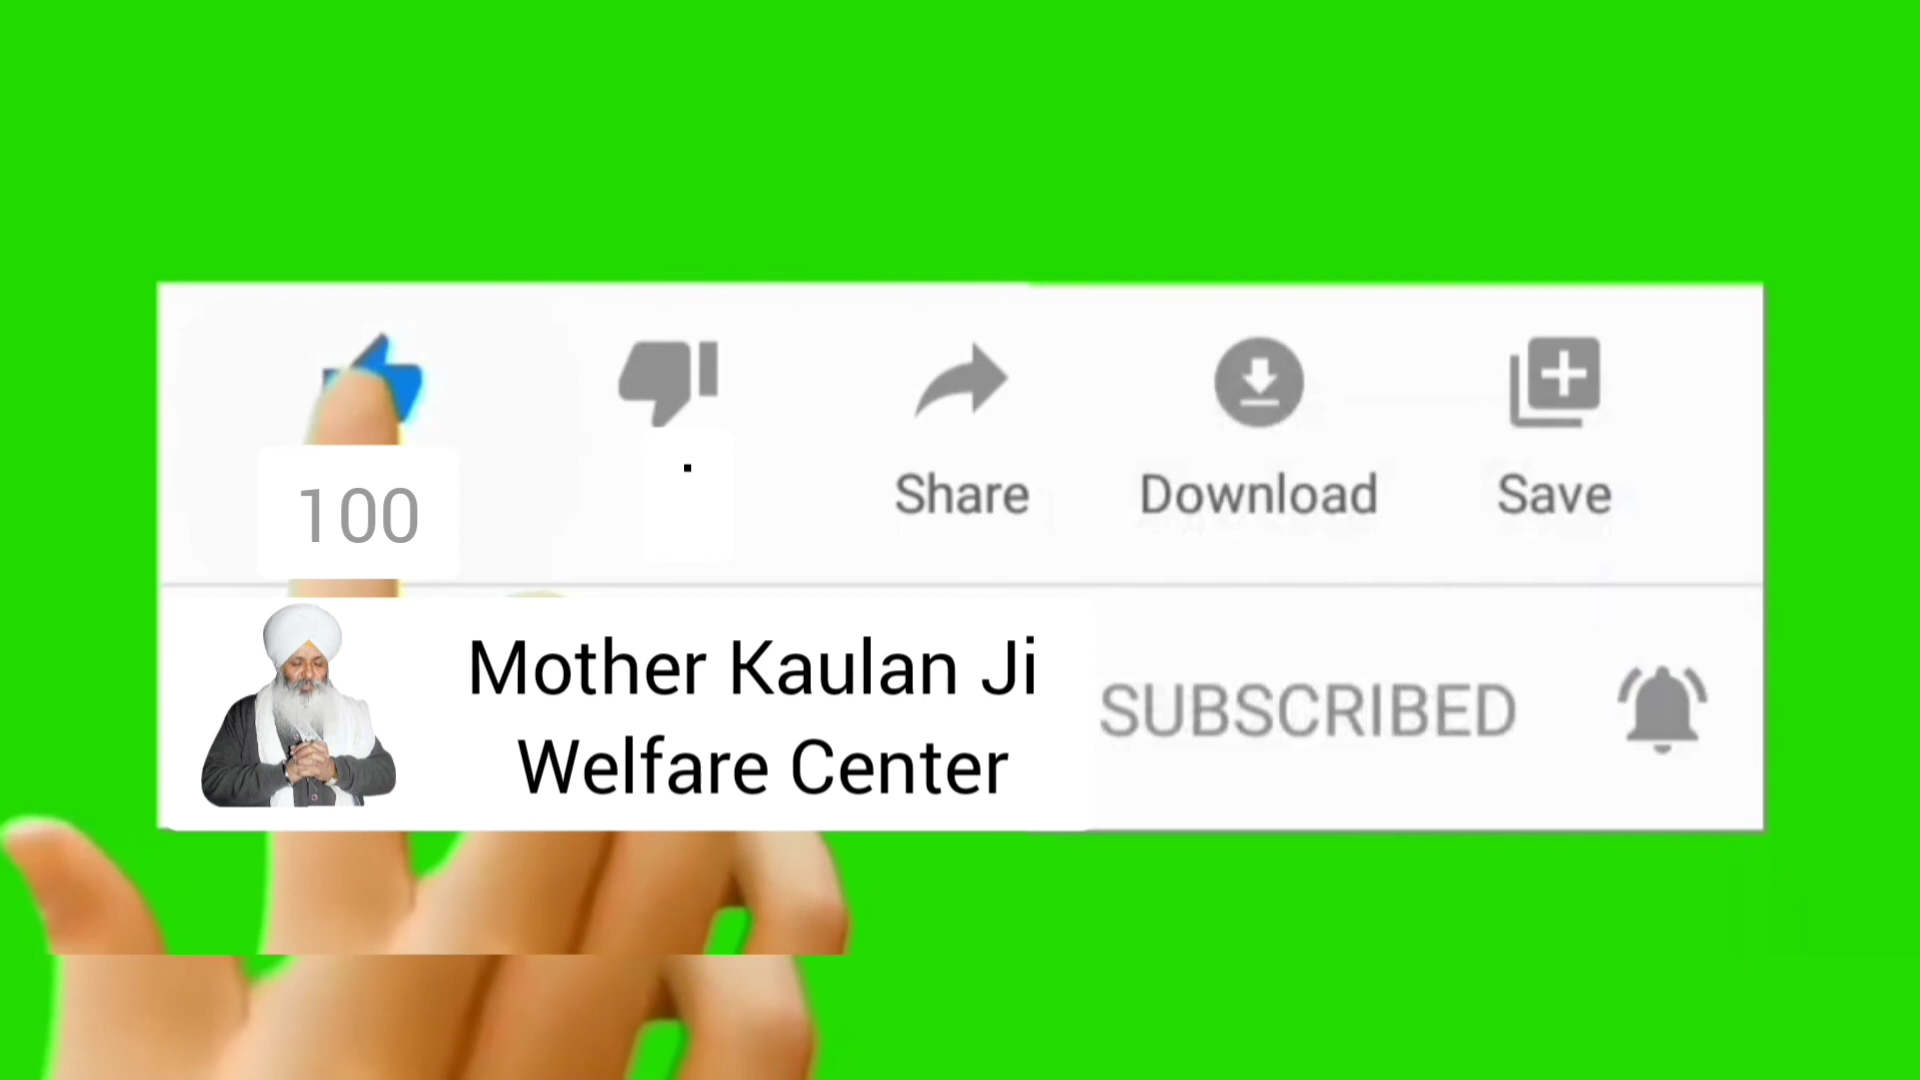 100
.
Share
Download
Save
Mother Kaulan Ji
Welfare Center
SUBSCRIBED